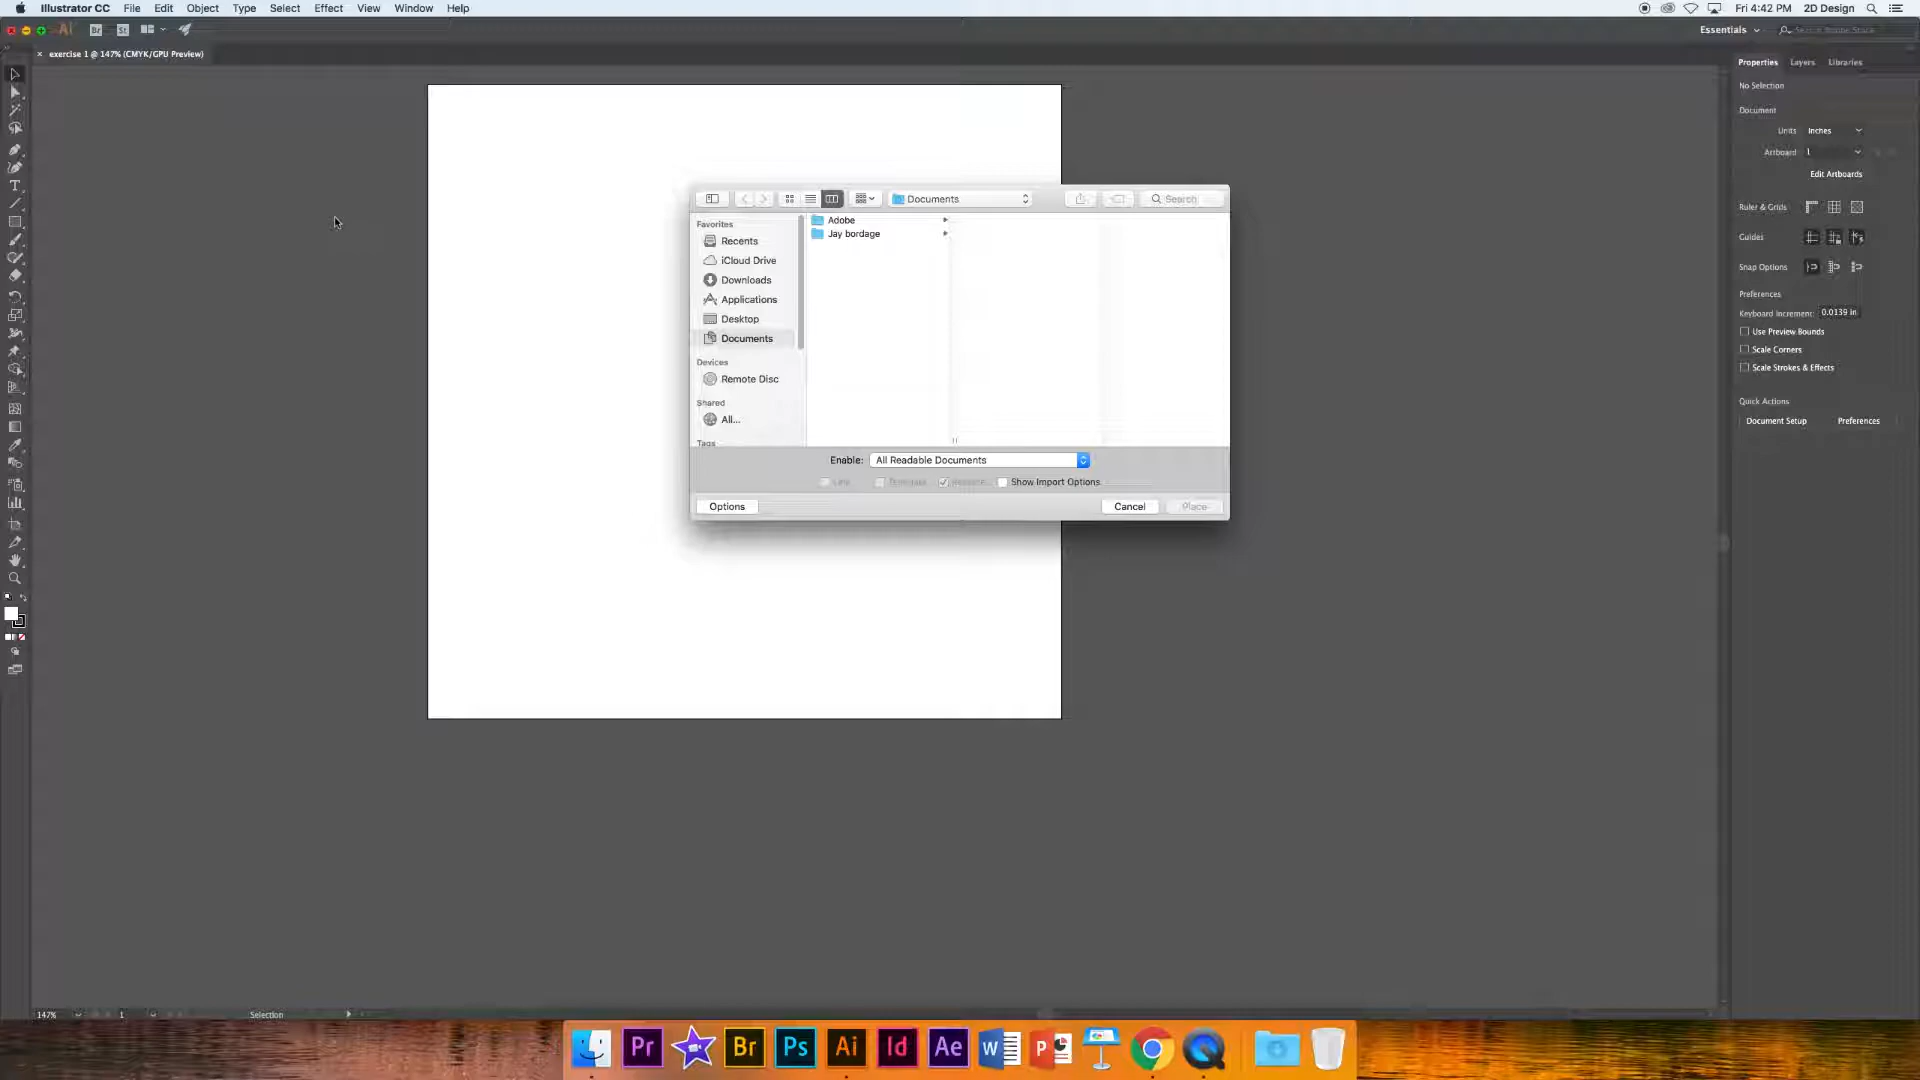 Illustrator CC File Edit Object Type Select Effect View Window Help
Fri 4:42 PM 2D Design
Ai Br St
Essentials
exercise 1 @ 147% (CMYK/GPU Preview)
Properties Layers Libraries
No Selection
Document
Units Inches
Artboard 1
Edit Artboards
Ruler & Grids
Guides
Snap Options
Preferences
Keyboard Increment: 0.0139 in
Use Preview Bounds
Scale Corners
Scale Strokes & Effects
Quick Actions
Document Setup Preferences
Documents
Search
Favorites
Recents
iCloud Drive
Downloads
Applications
Desktop
Documents
Devices
Remote Disc
Shared
All...
Tags
Adobe
Jay bordage
Enable: All Readable Documents
Show Import Options
Options Cancel Place
147% 1 Selection
Pr Br Ps Ai Id Ae W P